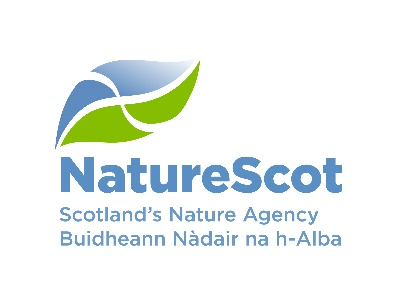 NatureScot
Scotland's Nature Agency
Buidheann Nàdair na h-Alba